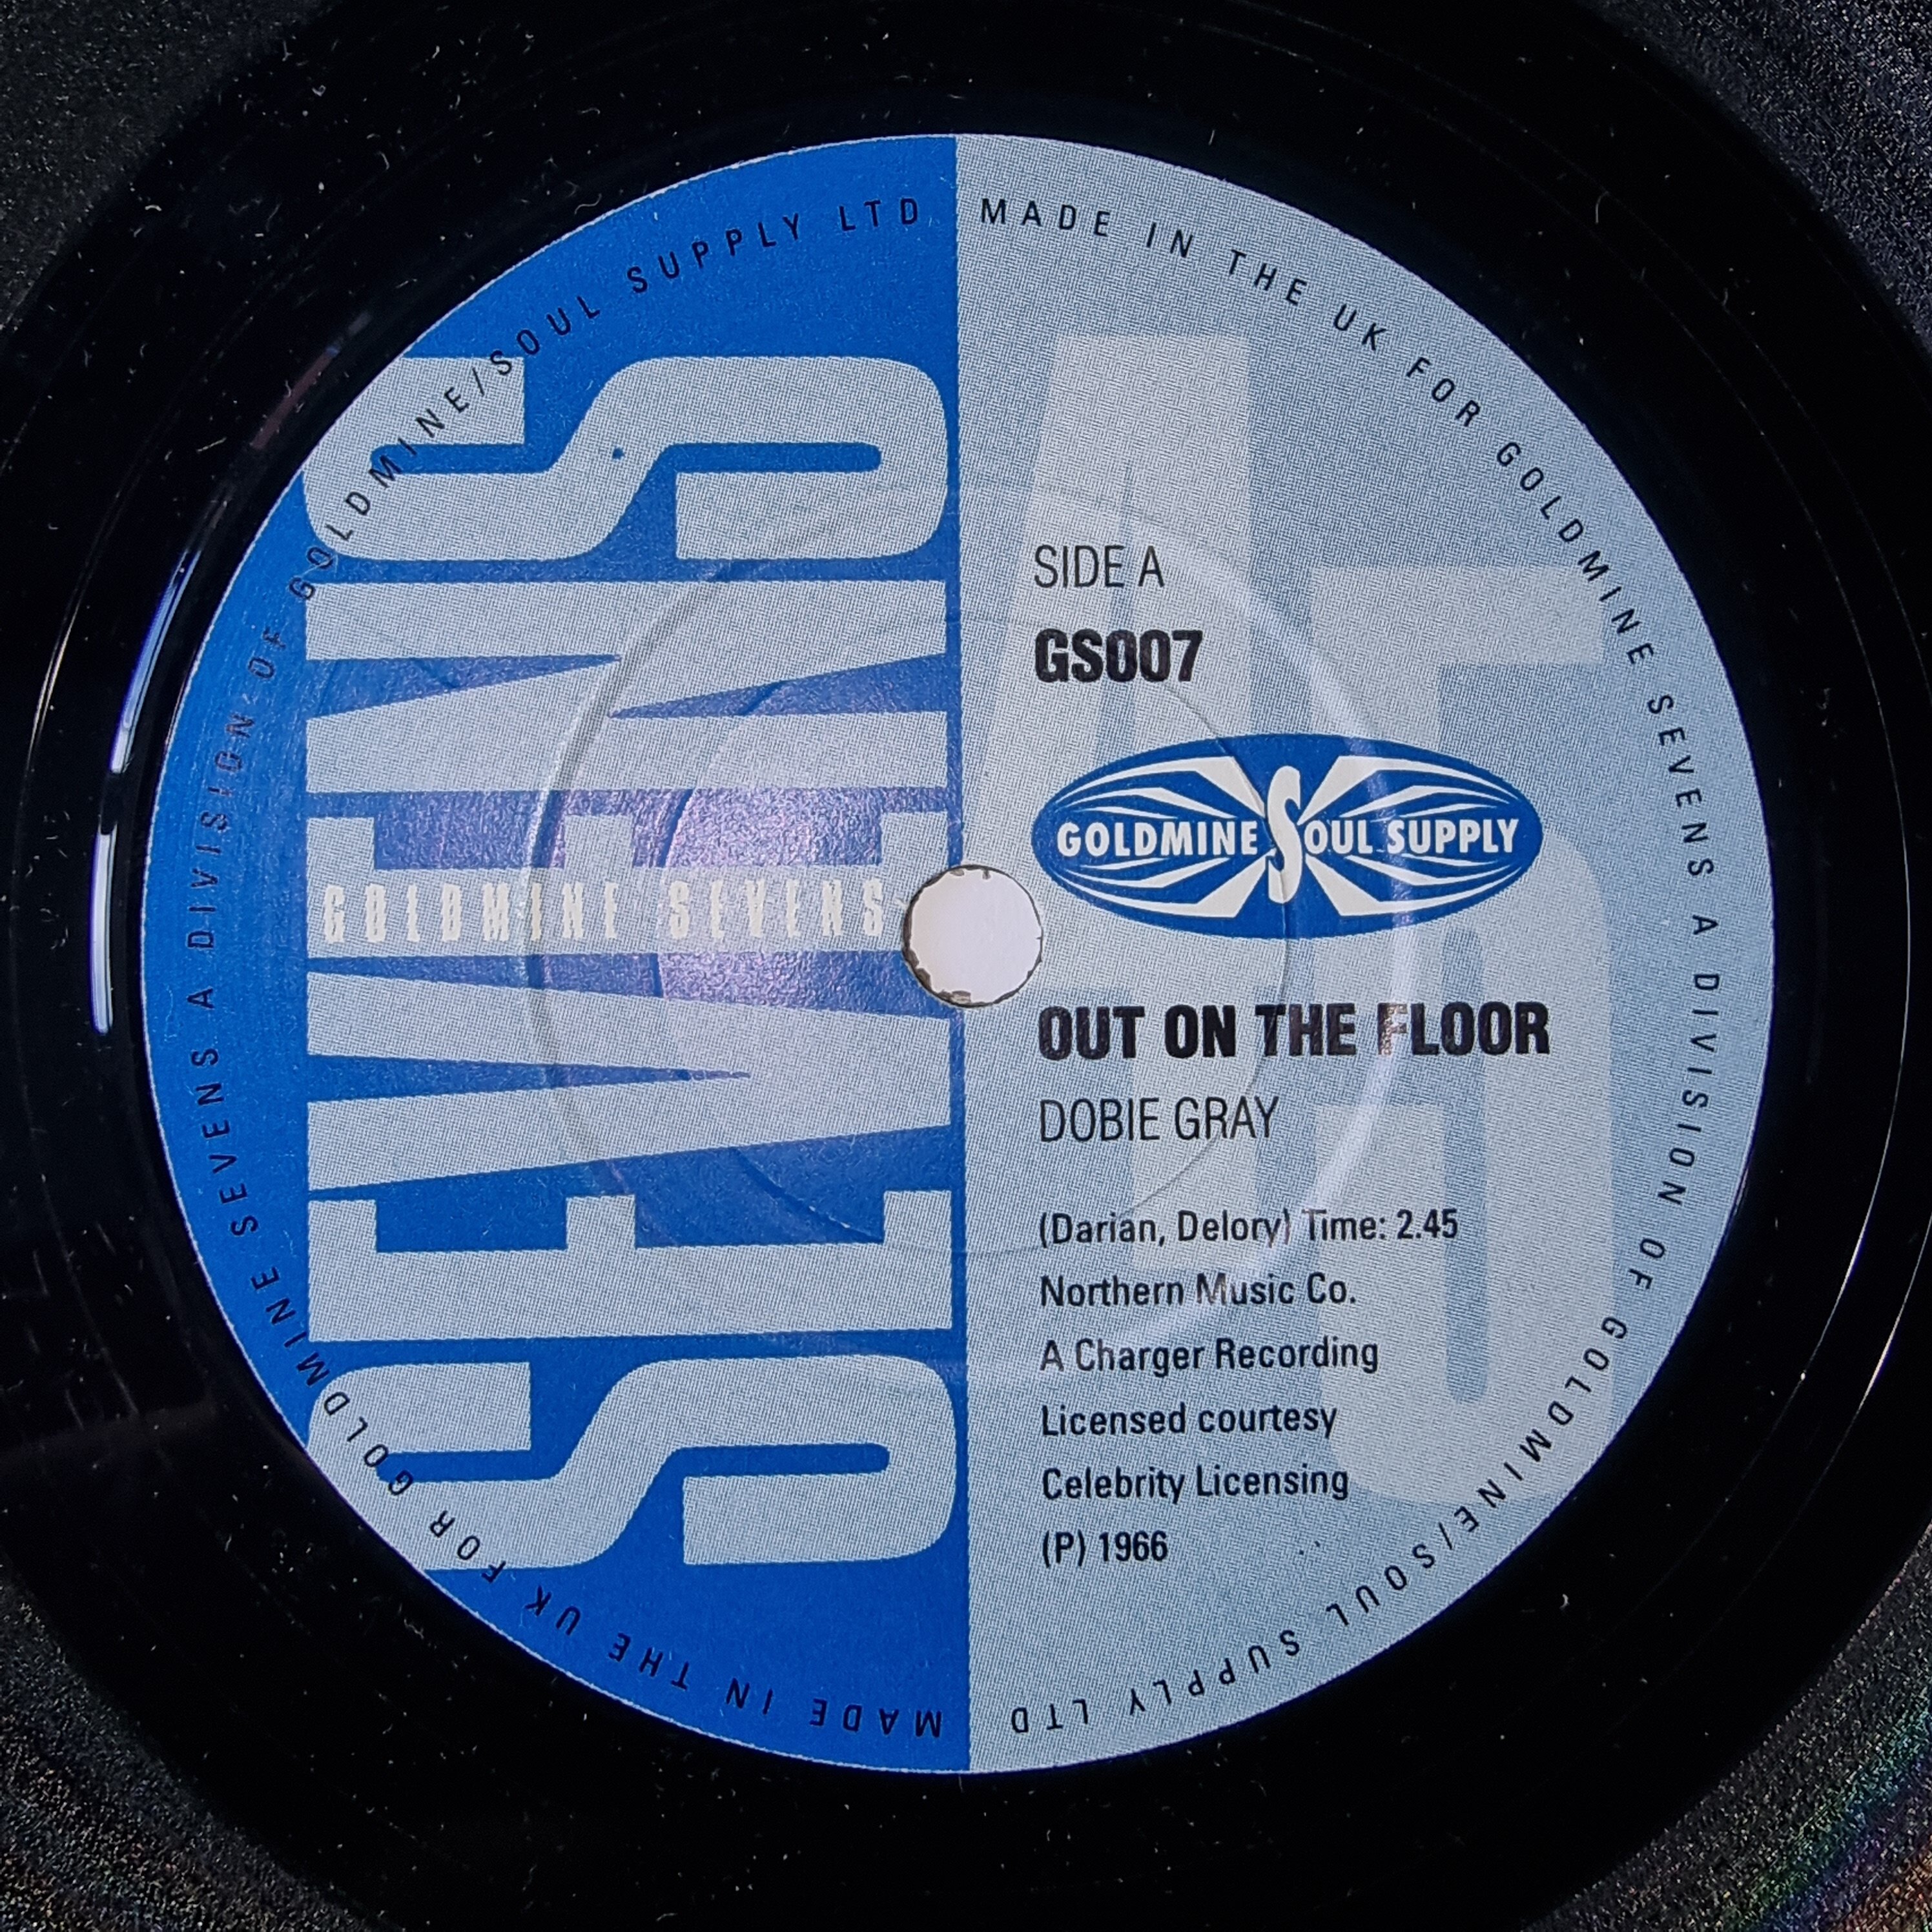 MADE IN THE UK FOR GOLDMINE SEVENS A DIVISION OF GOLDMINE/SOUL SUPPLY LTD
MADE IN THE UK FOR GOLDMINE SEVENS A DIVISION OF GOLDMINE/SOUL SUPPLY LTD
SEVENS
GOLDMINE SEVENS
45
SIDE A
GS007
GOLDMINE SOUL SUPPLY
OUT ON THE FLOOR
DOBIE GRAY
(Darian, Delory) Time: 2.45
Northern Music Co.
A Charger Recording
Licensed courtesy
Celebrity Licensing
(P) 1966